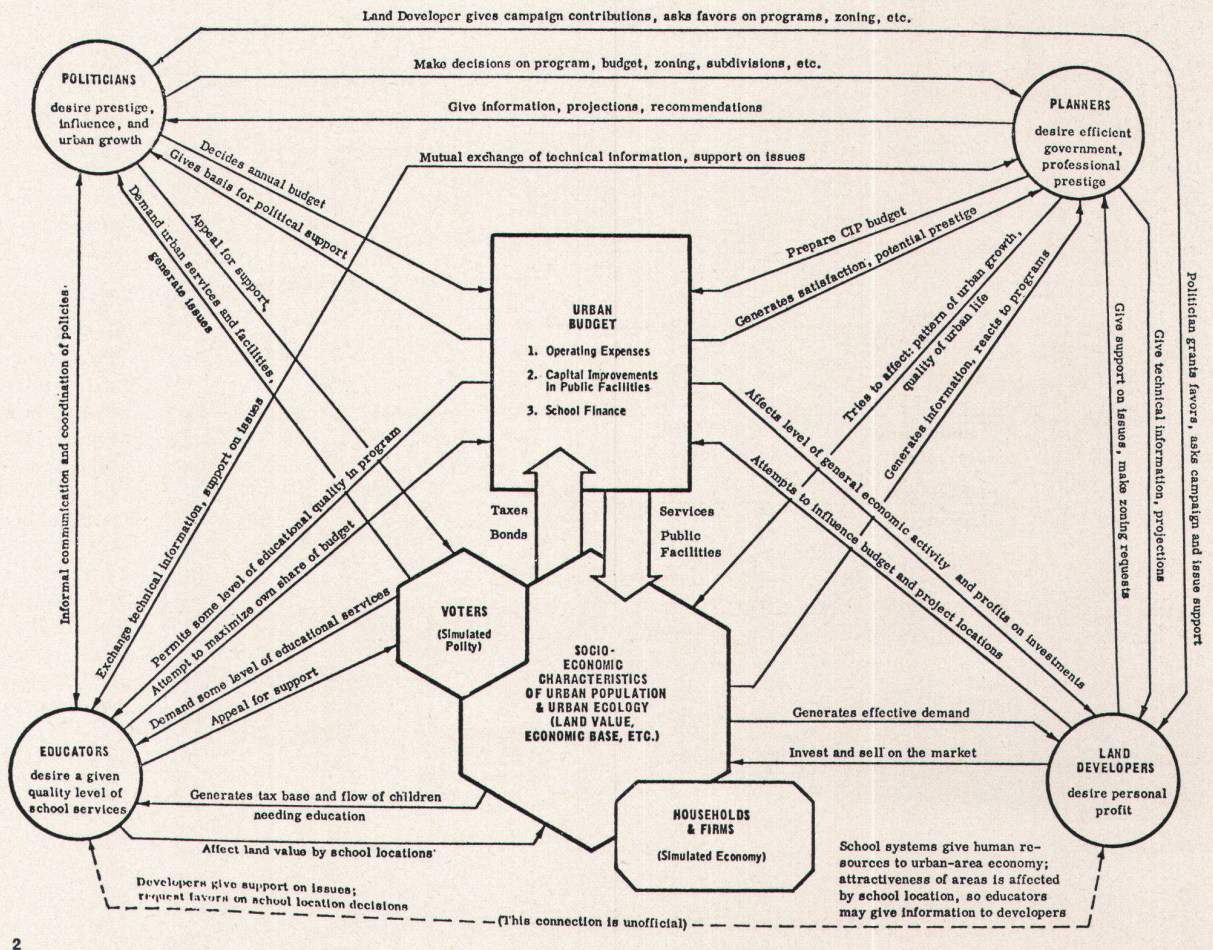 Land Developer gives campaign contributions, asks favors on programs, zoning, etc.
POLITICIANS
desire prestige,
influence, and
urban growth
Make decisions on program, budget, zoning, subdivisions, etc.
Give information, projections, recommendations
PLANNERS
desire efficient
government,
professional
prestige
Mutual exchange of technical information, support on issues
Decides annual budget
Gives basis for political support
Appeal for support
Demand urban services and facilities,
generate issues
Prepare CIP budget
Generates satisfaction, potential prestige
Tries to affect: pattern of urban growth,
quality of urban life
Generates information, reacts to programs
URBAN
BUDGET
1. Operating Expenses
2. Capital Improvements
in Public Facilities
3. School Finance
Informal communication and coordination of policies
Exchange technical information, support on issues
Permits some level of educational quality in program
Attempt to maximize own share of budget
Demand some level of educational services
Appeal for support
Affects level of general economic activity and profits on investments
Attempts to influence budget and project locations
Give support on issues, make zoning requests
Give technical information, projections
Politician grants favors, asks campaign and issue support
Taxes
Bonds
Services
Public
Facilities
VOTERS
(Simulated
Polity)
SOCIO-
ECONOMIC
CHARACTERISTICS
OF URBAN POPULATION
& URBAN ECOLOGY
(LAND VALUE,
ECONOMIC BASE, ETC.)
Generates effective demand
Invest and sell on the market
EDUCATORS
desire a given
quality level of
school services
LAND
DEVELOPERS
desire personal
profit
Generates tax base and flow of children
needing education
Affect land value by school locations
HOUSEHOLDS
& FIRMS
(Simulated Economy)
School systems give human re-
sources to urban-area economy;
attractiveness of areas is affected
by school location, so educators
may give information to developers
Developers give support on issues;
request favors on school location decisions
(This connection is unofficial)
2